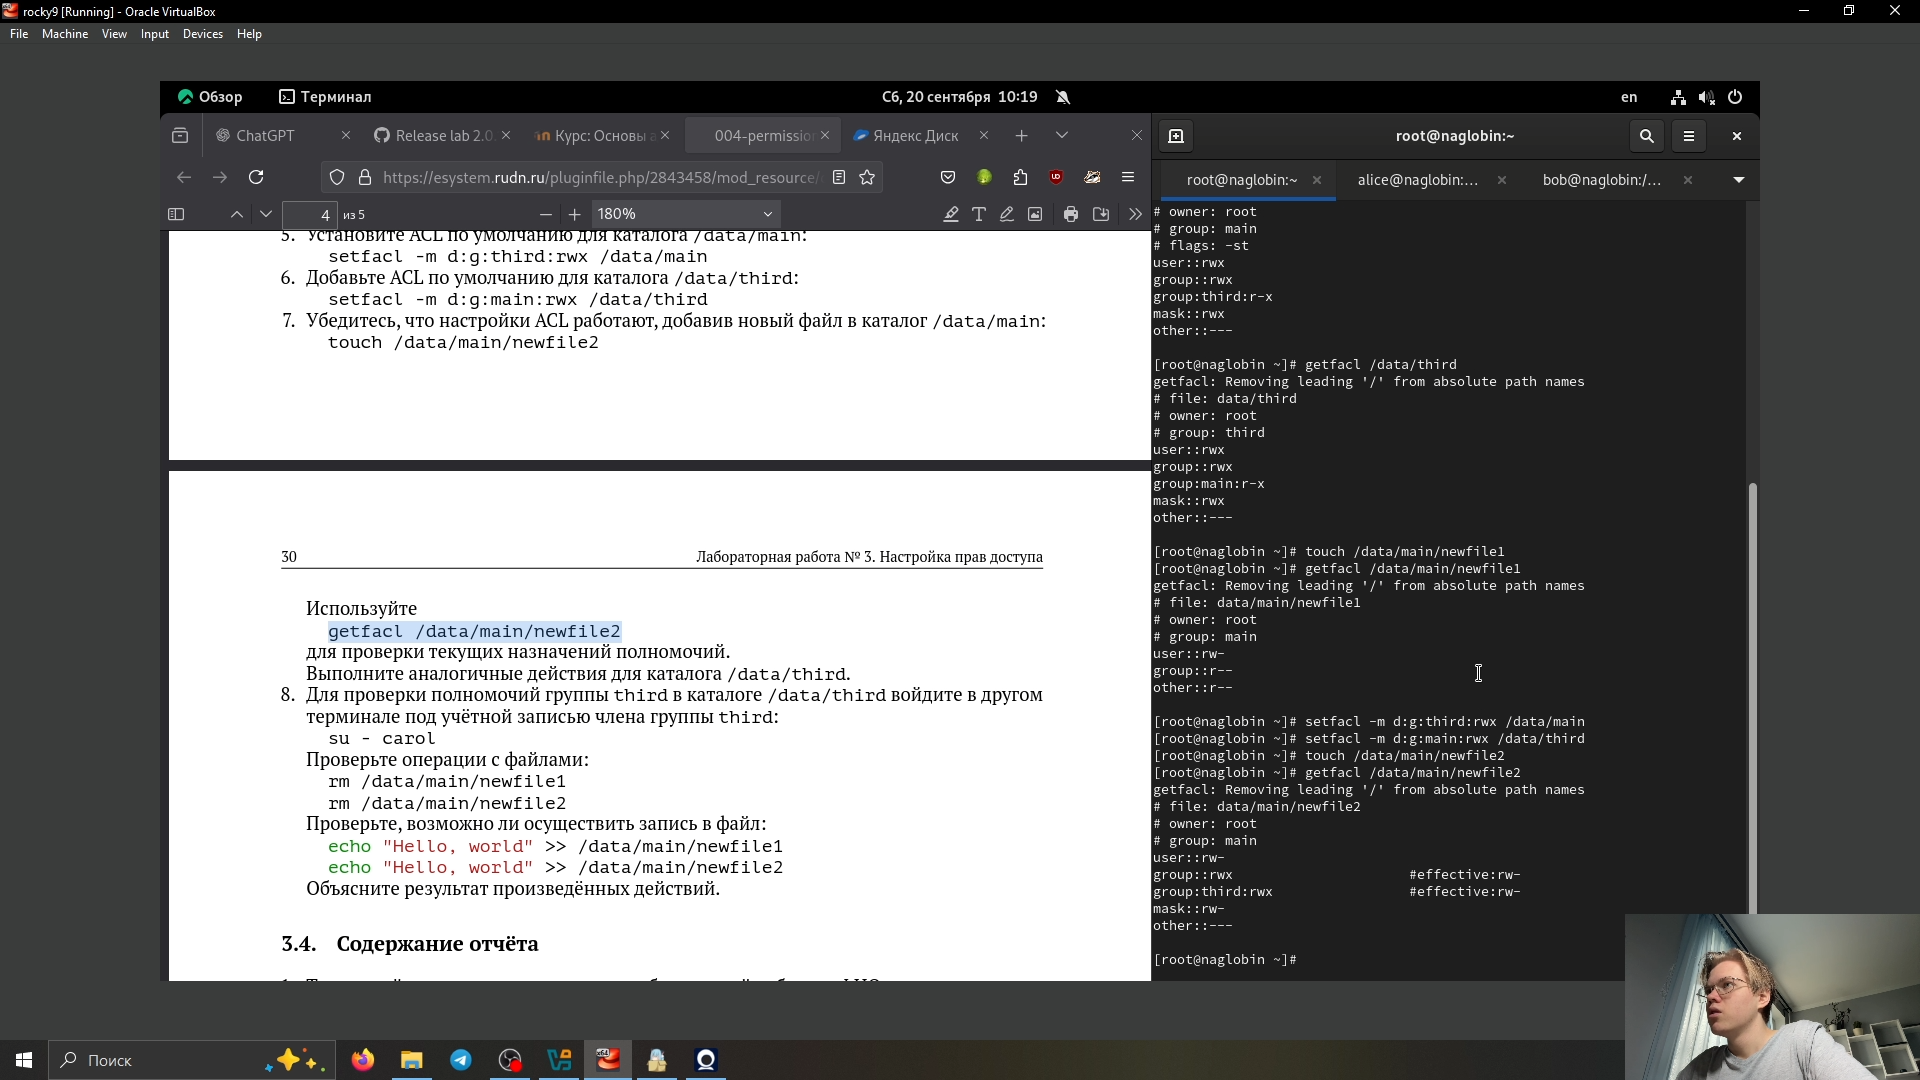 rocky9 [Running] - Oracle VirtualBox
File Machine View Input Devices Help
Обзор Терминал Сб, 20 сентября 10:19 en
ChatGPT Release lab 2.0. Курс: Основы а 004-permission Яндекс Диск
https://esystem.rudn.ru/pluginfile.php/2843458/mod_resource/
4 из 5 180%
5. Установите ACL по умолчанию для каталога /data/main:
setfacl -m d:g:third:rwx /data/main
6. Добавьте ACL по умолчанию для каталога /data/third:
setfacl -m d:g:main:rwx /data/third
7. Убедитесь, что настройки ACL работают, добавив новый файл в каталог /data/main:
touch /data/main/newfile2
30 Лабораторная работа № 3. Настройка прав доступа
Используйте
getfacl /data/main/newfile2
для проверки текущих назначений полномочий.
Выполните аналогичные действия для каталога /data/third.
8. Для проверки полномочий группы third в каталоге /data/third войдите в другом
терминале под учётной записью члена группы third:
su - carol
Проверьте операции с файлами:
rm /data/main/newfile1
rm /data/main/newfile2
Проверьте, возможно ли осуществить запись в файл:
echo "Hello, world" >> /data/main/newfile1
echo "Hello, world" >> /data/main/newfile2
Объясните результат произведённых действий.
3.4. Содержание отчёта
root@naglobin:~
root@naglobin:~ alice@naglobin:... bob@naglobin:/...
# owner: root
# group: main
# flags: -st
user::rwx
group::rwx
group:third:r-x
mask::rwx
other::---
[root@naglobin ~]# getfacl /data/third
getfacl: Removing leading '/' from absolute path names
# file: data/third
# owner: root
# group: third
user::rwx
group::rwx
group:main:r-x
mask::rwx
other::---
[root@naglobin ~]# touch /data/main/newfile1
[root@naglobin ~]# getfacl /data/main/newfile1
getfacl: Removing leading '/' from absolute path names
# file: data/main/newfile1
# owner: root
# group: main
user::rw-
group::r--
other::r--
[root@naglobin ~]# setfacl -m d:g:third:rwx /data/main
[root@naglobin ~]# setfacl -m d:g:main:rwx /data/third
[root@naglobin ~]# touch /data/main/newfile2
[root@naglobin ~]# getfacl /data/main/newfile2
getfacl: Removing leading '/' from absolute path names
# file: data/main/newfile2
# owner: root
# group: main
user::rw-
group::rwx #effective:rw-
group:third:rwx #effective:rw-
mask::rw-
other::---
[root@naglobin ~]#
Поиск